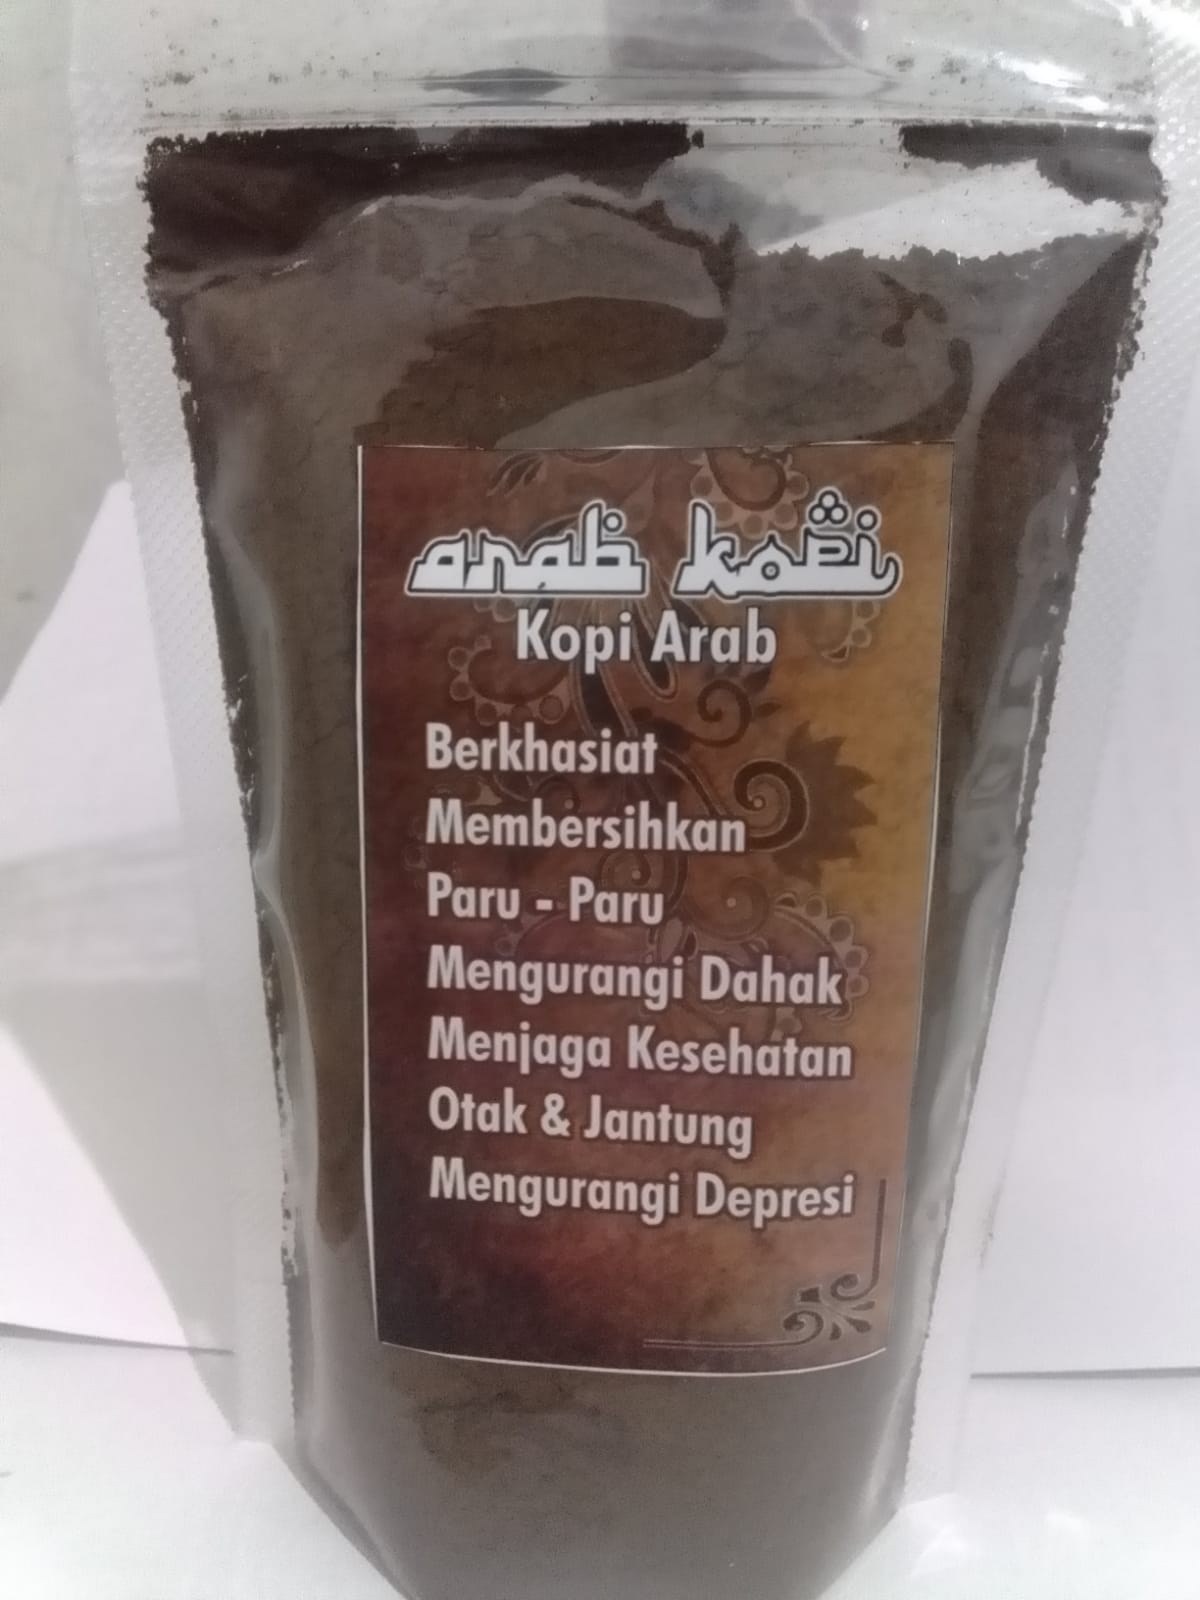 arab kopi
Kopi Arab
Berkhasiat
Membersihkan
Paru - Paru
Mengurangi Dahak
Menjaga Kesehatan
Otak & Jantung
Mengurangi Depresi